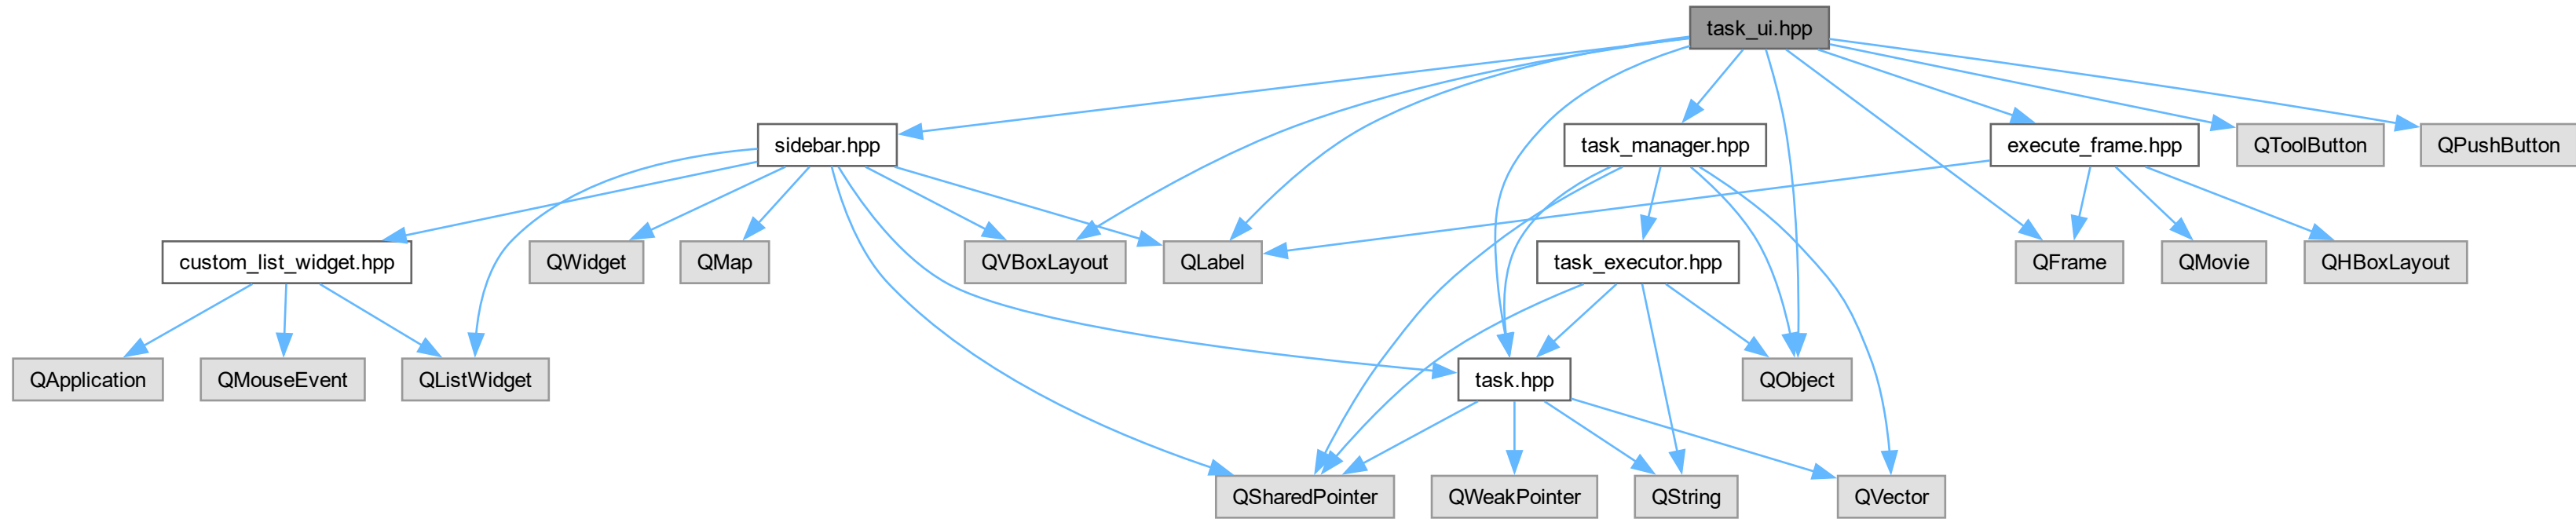 task_ui.hpp
sidebar.hpp
task_manager.hpp
execute_frame.hpp
QToolButton
QPushButton
custom_list_widget.hpp
QWidget
QMap
QVBoxLayout
QLabel
task_executor.hpp
QFrame
QMovie
QHBoxLayout
QApplication
QMouseEvent
QListWidget
task.hpp
QObject
QSharedPointer
QWeakPointer
QString
QVector